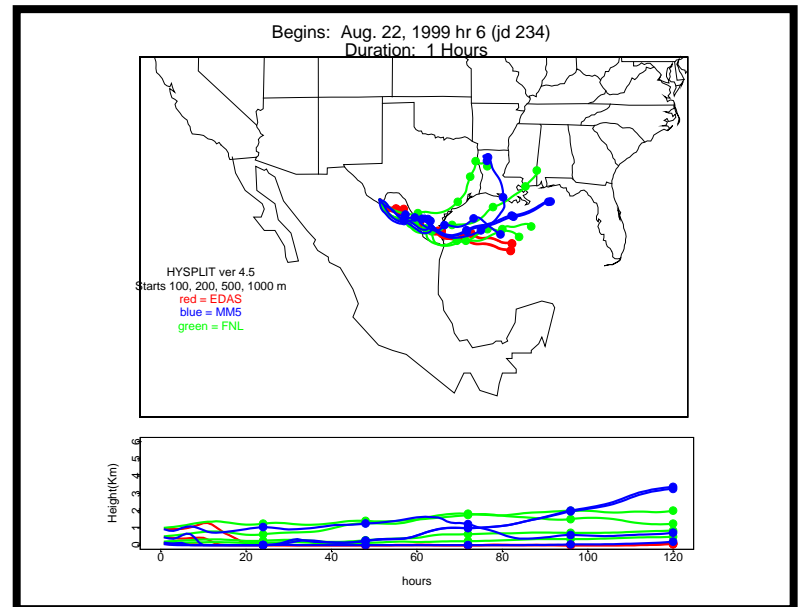 Begins: Aug. 22, 1999 hr 6 (jd 234)
Duration: 1 Hours
HYSPLIT ver 4.5
Starts 100, 200, 500, 1000 m
red = EDAS
blue = MM5
green = FNL
Height(Km)
6
5
4
3
2
1
0
0 20 40 60 80 100 120
hours